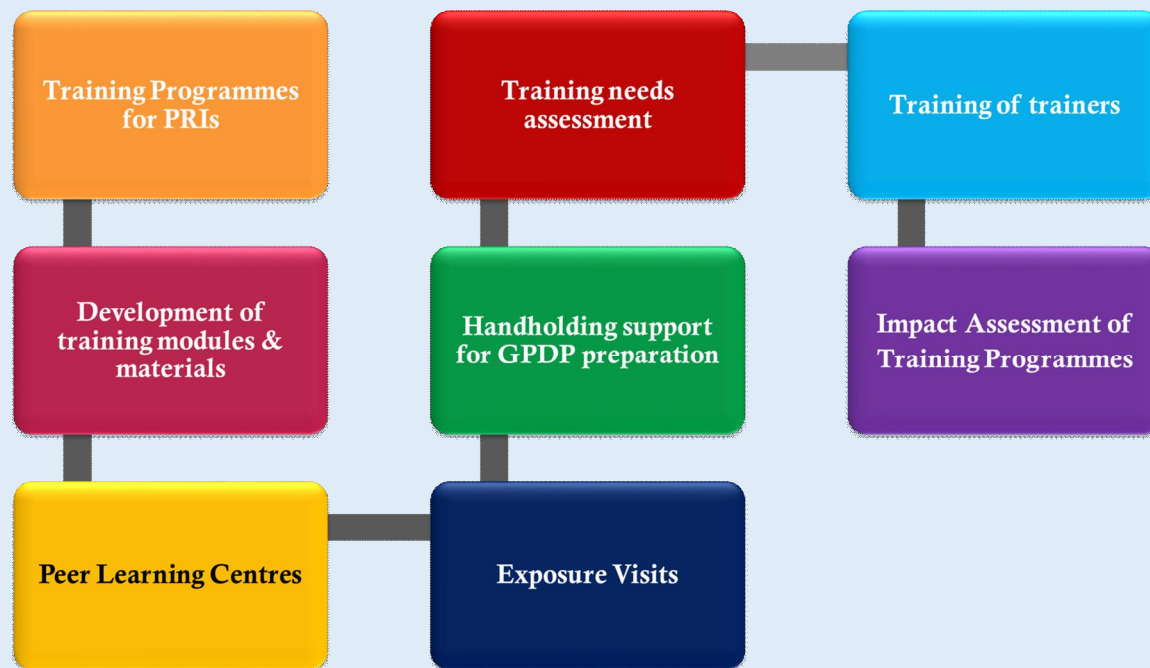 Training Programmes
for PRIs
Development of
training modules &
materials
Peer Learning Centres
Exposure Visits
Handholding support
for GPDP preparation
Training needs
assessment
Training of trainers
Impact Assessment of
Training Programmes